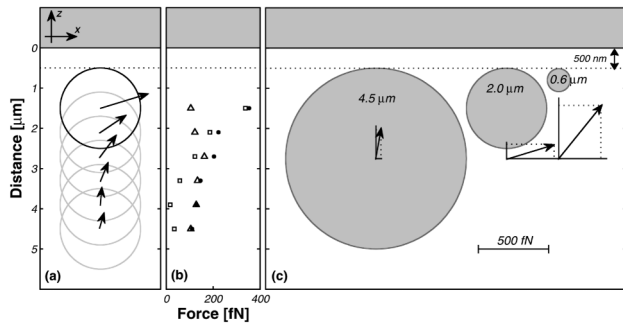 z
x
0
1
2
3
4
5
Distance [μm]
(a)
(b)
0
200
400
Force [fN]
(c)
4.5 μm
2.0 μm
0.6 μm
500 nm
500 fN